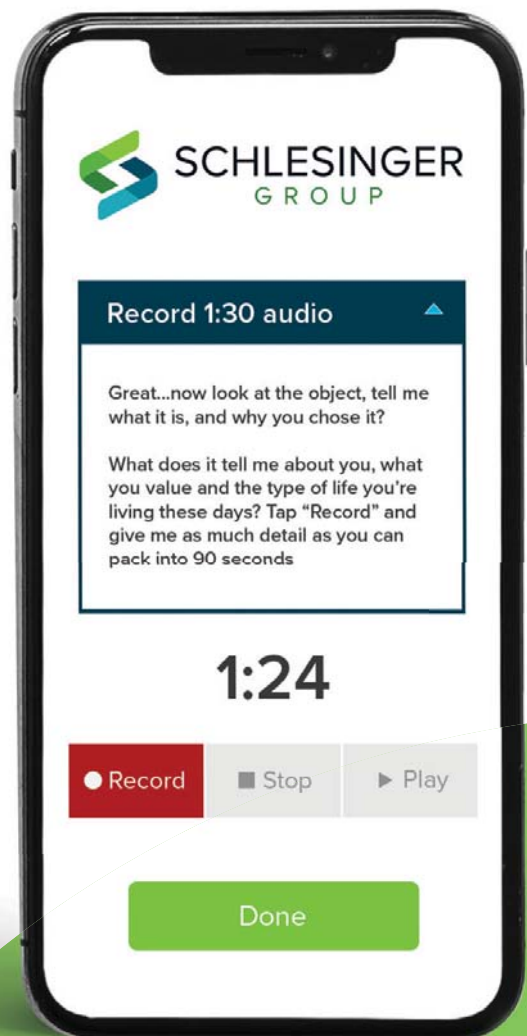 SCHLESINGER
GROUP
Record 1:30 audio
Great...now look at the object, tell me
what it is, and why you chose it?
What does it tell me about you, what
you value and the type of life you’re
living these days? Tap “Record” and
give me as much detail as you can
pack into 90 seconds
1:24
Record
Stop
Play
Done